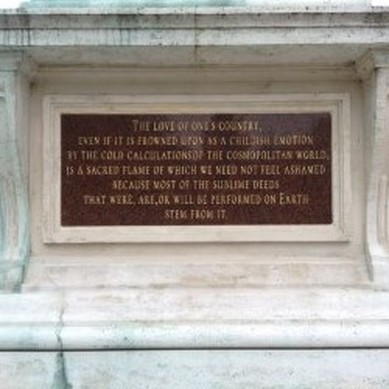 THE LOVE OF ONE'S COUNTRY,
EVEN IF IT IS FROWNED UPON AS A CHILDISH EMOTION
BY THE COLD CALCULATIONS OF THE COSMOPOLITAN WORLD,
IS A SACRED FLAME OF WHICH WE NEED NOT FEEL ASHAMED
BECAUSE MOST OF THE SUBLIME DEEDS
THAT WERE, ARE, OR WILL BE PERFORMED ON EARTH
STEM FROM IT.